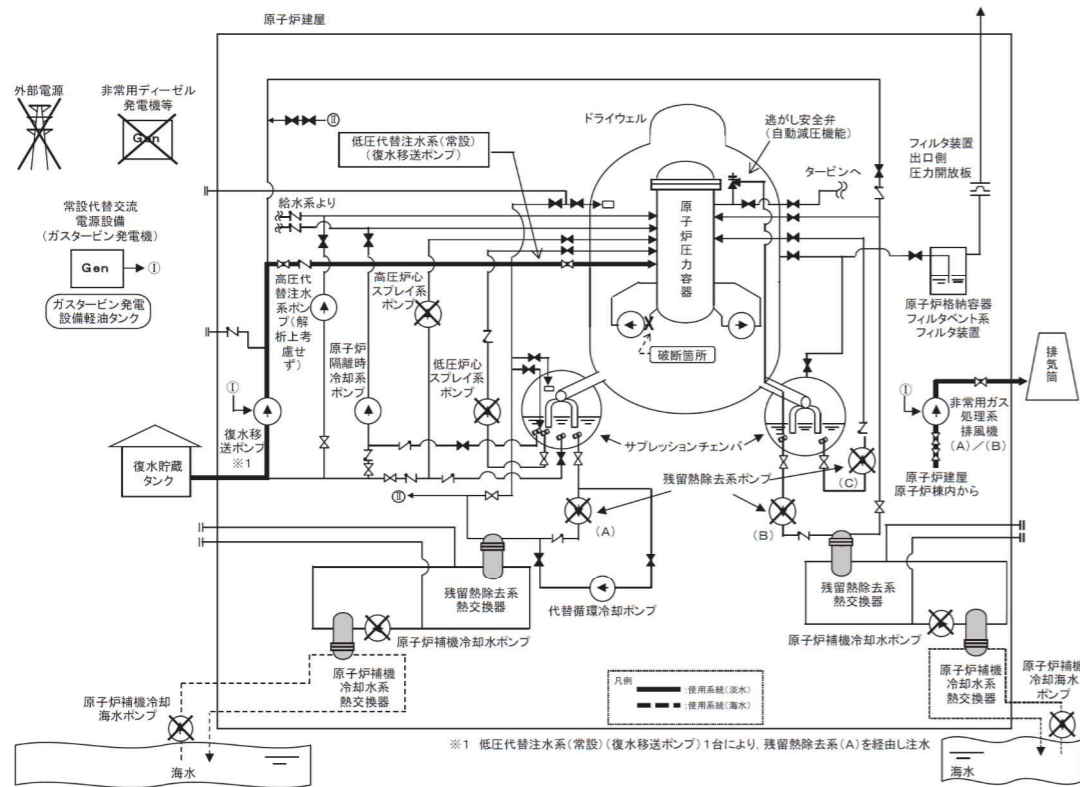 原子炉建屋
外部電源
非常用ディーゼル
発電機等
Gen
Ⅱ
低圧代替注水系(常設)
(復水移送ポンプ)
ドライウェル
逃がし安全弁
(自動減圧機能)
タービンへ
フィルタ装置
出口側
圧力開放板
常設代替交流
電源設備
(ガスタービン発電機)
Gen
Ⅰ
ガスタービン発電
設備軽油タンク
給水系より
高圧代
替注水
系ポン
プ(解
析上考
慮せ
ず)
原子炉
隔離時
冷却系
ポンプ
高圧炉心
スプレイ系
ポンプ
低圧炉心
スプレイ系
ポンプ
原子炉圧力容器
破断箇所
原子炉格納容器
フィルタベント系
フィルタ装置
排気筒
Ⅰ
非常用ガス
処理系
排風機
(A)/(B)
原子炉建屋
原子炉棟内から
Ⅰ
復水移
送ポンプ
※1
復水貯蔵
タンク
サプレッションチェンバ
残留熱除去系ポンプ
Ⅱ
(A)
(B)
(C)
残留熱除去系
熱交換器
代替循環冷却ポンプ
残留熱除去系
熱交換器
原子炉補機冷却水ポンプ
原子炉補機冷却水ポンプ
原子炉補機
冷却水系
熱交換器
原子炉補機
冷却水系
熱交換器
原子炉補機冷却
海水ポンプ
原子炉補機
冷却海水
ポンプ
凡例
:使用系統(淡水)
:使用系統(海水)
海水
海水
※1 低圧代替注水系(常設)(復水移送ポンプ)1台により,残留熱除去系(A)を経由し注水